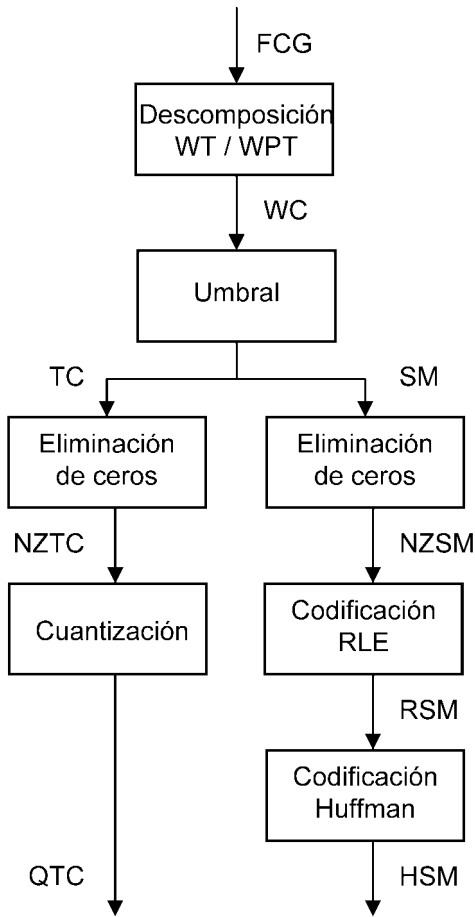 FCG
Descomposición
WT / WPT
WC
Umbral
TC
SM
Eliminación
de ceros
Eliminación
de ceros
NZTC
NZSM
Cuantización
Codificación
RLE
RSM
Codificación
Huffman
QTC
HSM